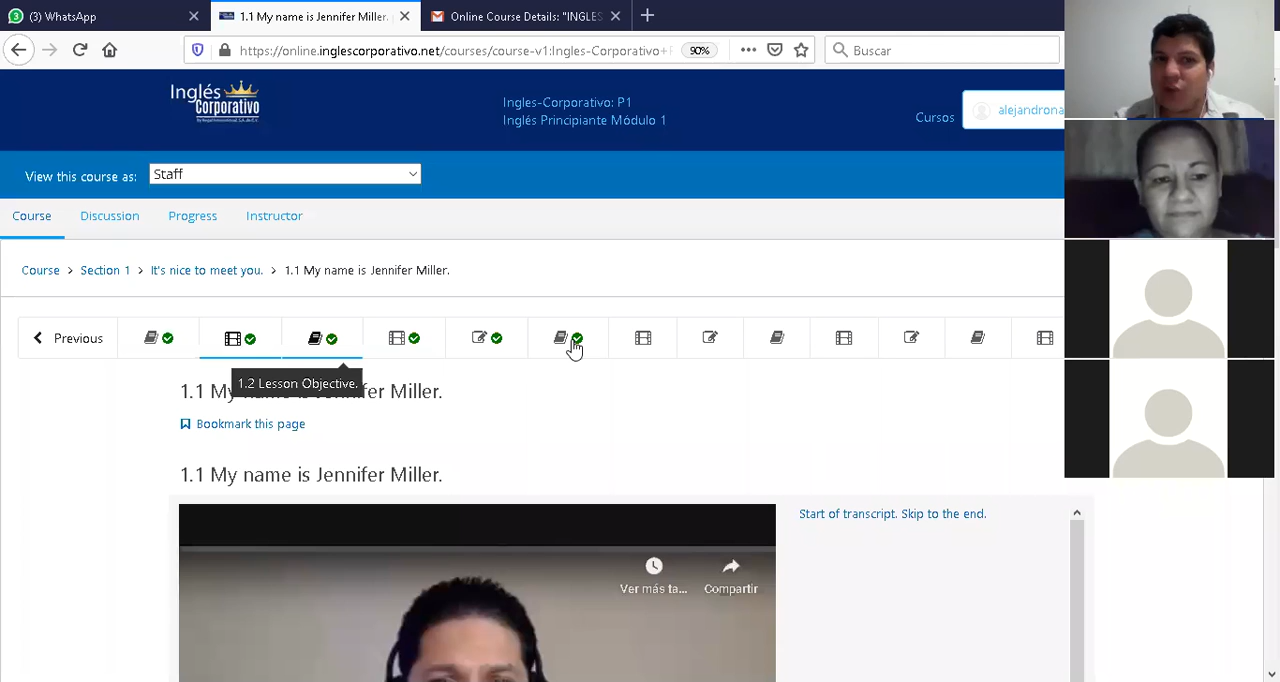 (3) WhatsApp
1.1 My name is Jennifer Miller.
Online Course Details: "INGLES
https://online.inglescorporativo.net/courses/course-v1:Ingles-Corporativo+
90%
Buscar
Inglés
Corporativo
Ingles-Corporativo: P1
Inglés Principiante Módulo 1
Cursos
alejandrona
View this course as:
Staff
Course
Discussion
Progress
Instructor
Course > Section 1 > It's nice to meet you. > 1.1 My name is Jennifer Miller.
Previous
1.2 Lesson Objective.
1.1 My name is Jennifer Miller.
Bookmark this page
1.1 My name is Jennifer Miller.
Start of transcript. Skip to the end.
Ver más ta...
Compartir